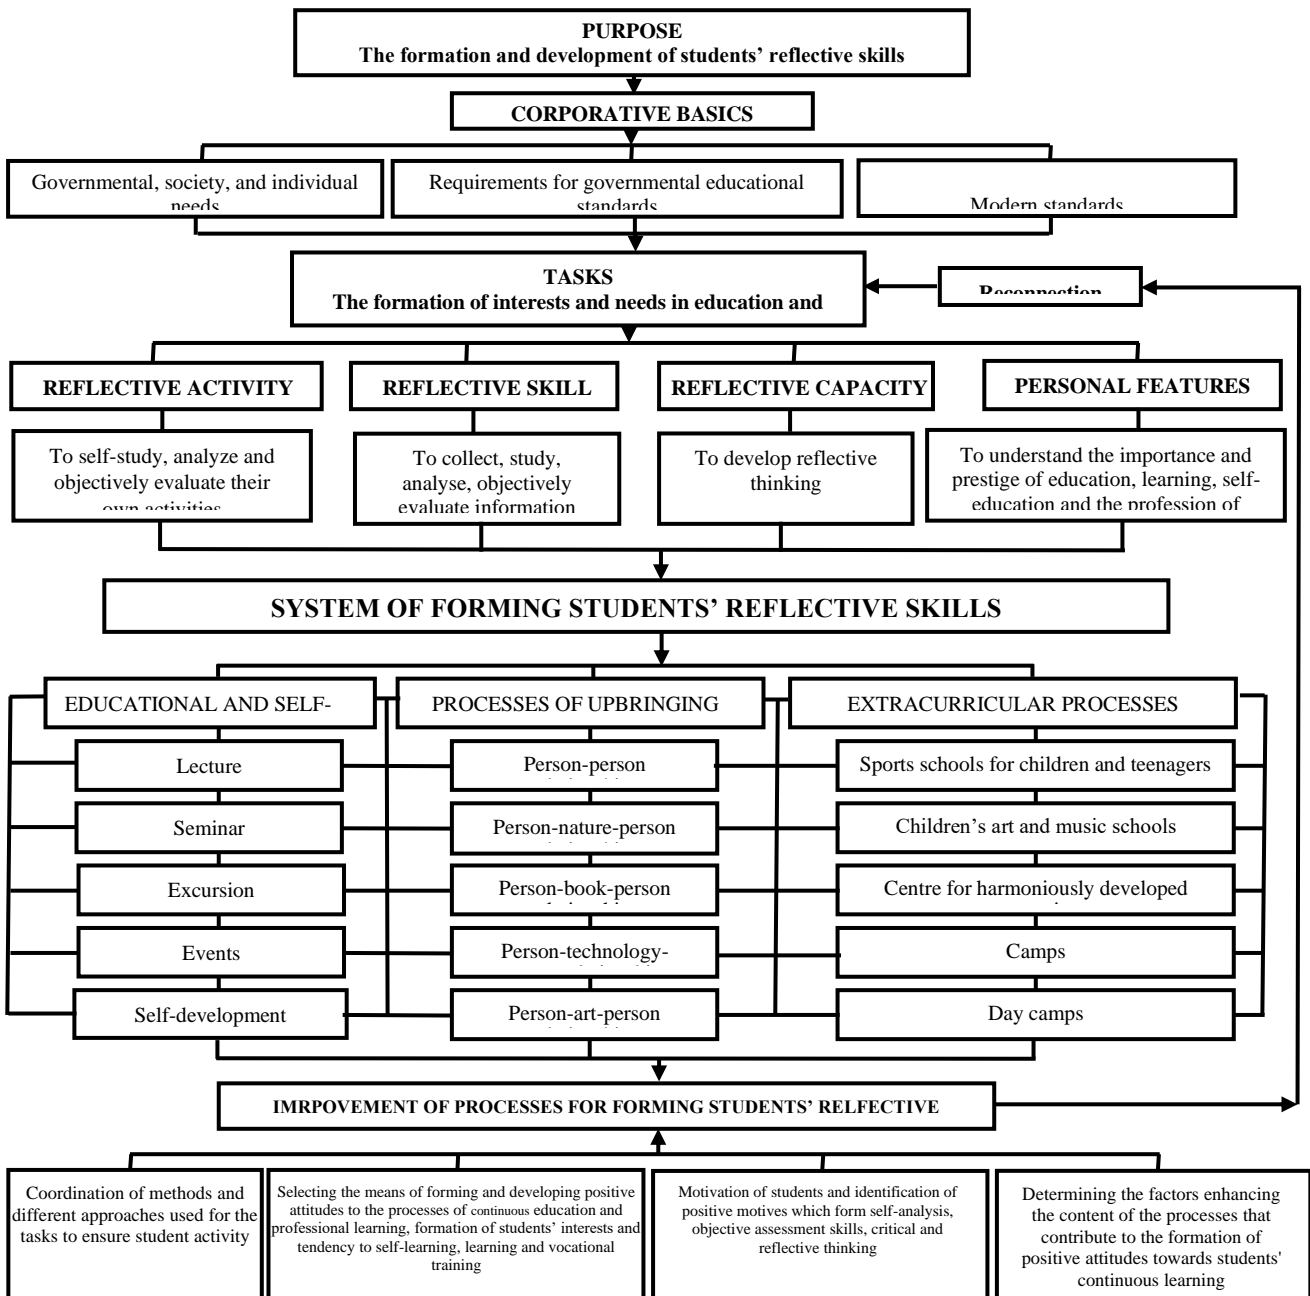 PURPOSE
The formation and development of students’ reflective skills
CORPORATIVE BASICS
Governmental, society, and individual
needs
Requirements for governmental educational
standards
Modern standards
TASKS
The formation of interests and needs in education and
Reconnection
REFLECTIVE ACTIVITY
REFLECTIVE SKILL
REFLECTIVE CAPACITY
PERSONAL FEATURES
To self-study, analyze and
objectively evaluate their
own activities
To collect, study,
analyse, objectively
evaluate information
To develop reflective
thinking
To understand the importance and
prestige of education, learning, self-
education and the profession of
SYSTEM OF FORMING STUDENTS’ REFLECTIVE SKILLS
EDUCATIONAL AND SELF-
PROCESSES OF UPBRINGING
EXTRACURRICULAR PROCESSES
Lecture
Person-person
Sports schools for children and teenagers
Seminar
Person-nature-person
Children’s art and music schools
Excursion
Person-book-person
Centre for harmoniously developed
Events
Person-technology-
Camps
Self-development
Person-art-person
Day camps
IMRPOVEMENT OF PROCESSES FOR FORMING STUDENTS’ RELFECTIVE
Coordination of methods and
different approaches used for the
tasks to ensure student activity
Selecting the means of forming and developing positive
attitudes to the processes of continuous education and
professional learning, formation of students’ interests and
tendency to self-learning, learning and vocational
training
Motivation of students and identification of
positive motives which form self-analysis,
objective assessment skills, critical and
reflective thinking
Determining the factors enhancing
the content of the processes that
contribute to the formation of
positive attitudes towards students'
continuous learning